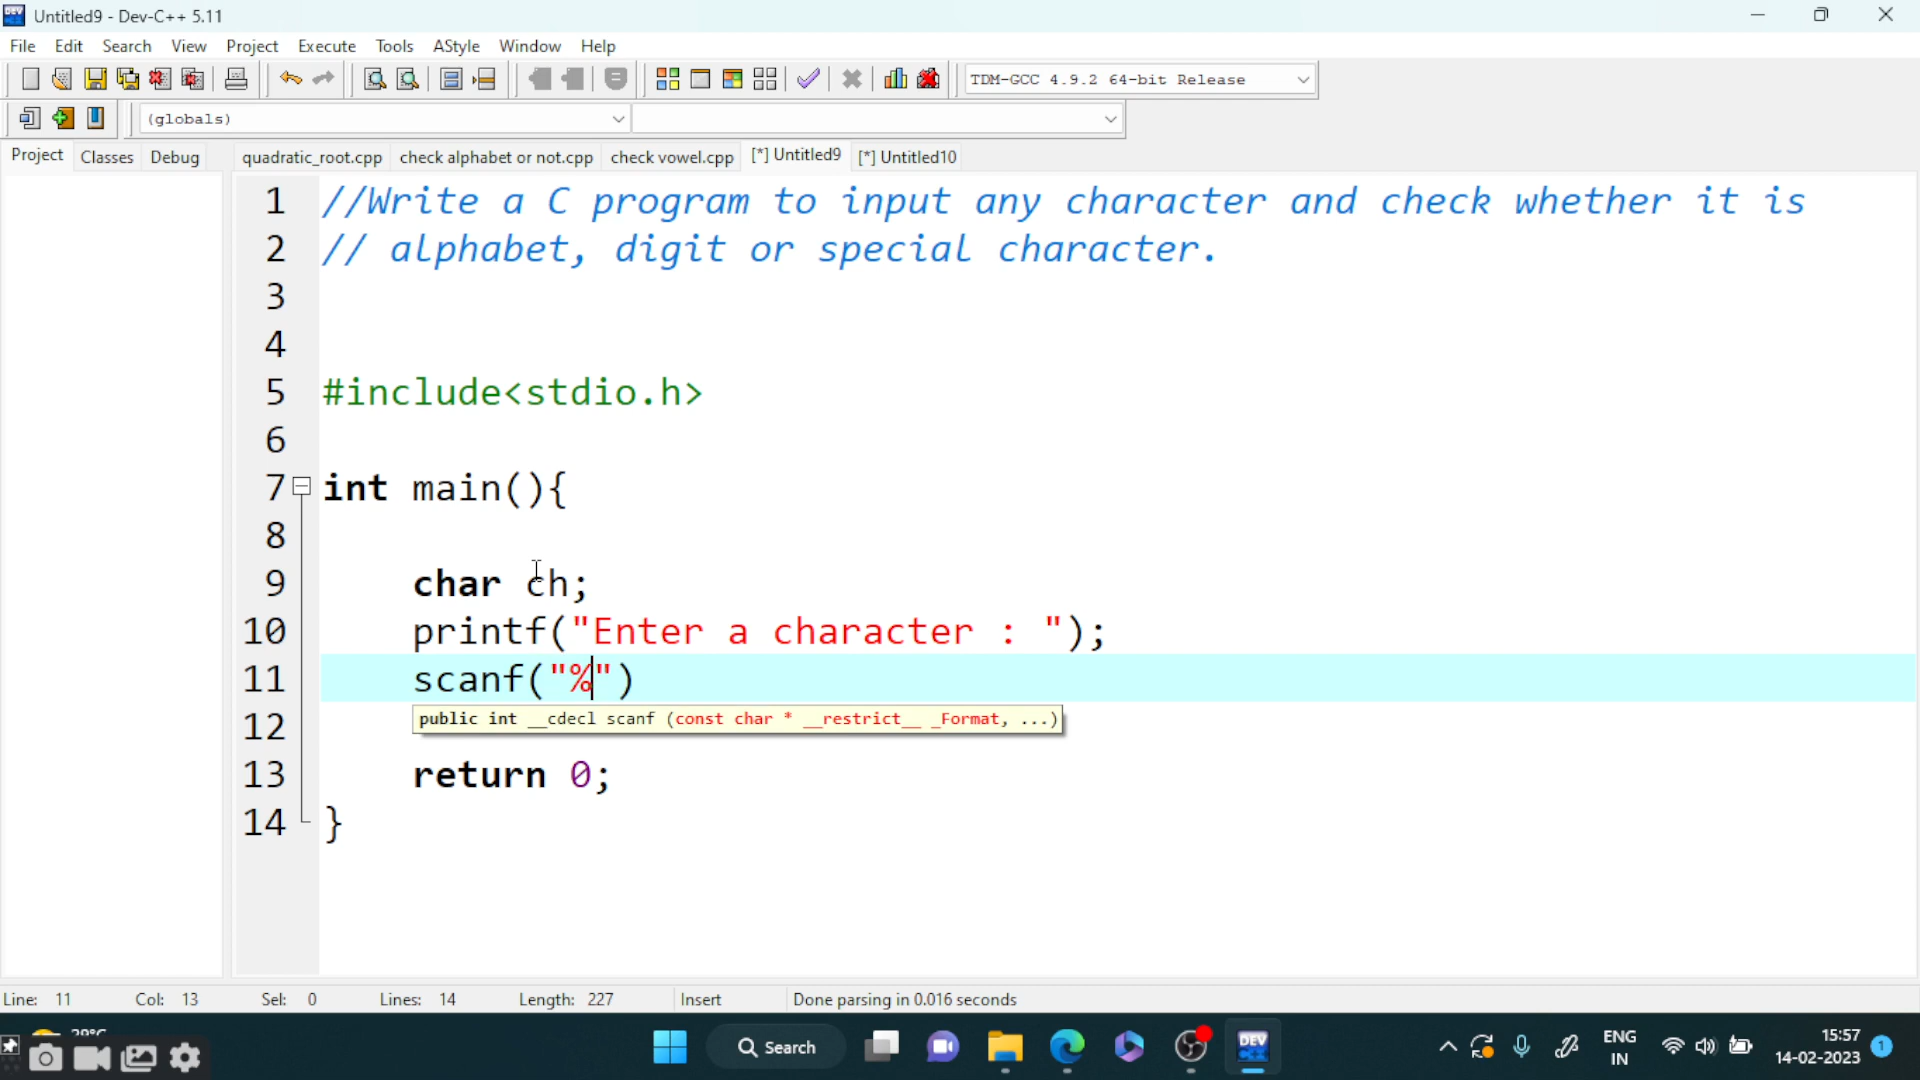 Untitled9 - Dev-C++ 5.11
File Edit Search View Project Execute Tools AStyle Window Help
TDM-GCC 4.9.2 64-bit Release
(globals)
Project Classes Debug quadratic_root.cpp check alphabet or not.cpp check vowel.cpp [*] Untitled9 [*] Untitled10
1 //Write a C program to input any character and check whether it is
2 // alphabet, digit or special character.
3
4
5 #include<stdio.h>
6
7 int main(){
8
9 char ch;
10 printf("Enter a character : ");
11 scanf("%")
12 public int __cdecl scanf (const char * __restrict__ _Format, ...)
13 return 0;
14 }
Line: 11 Col: 13 Sel: 0 Lines: 14 Length: 227 Insert Done parsing in 0.016 seconds
Search DEV ENG 15:57
IN 14-02-2023 1